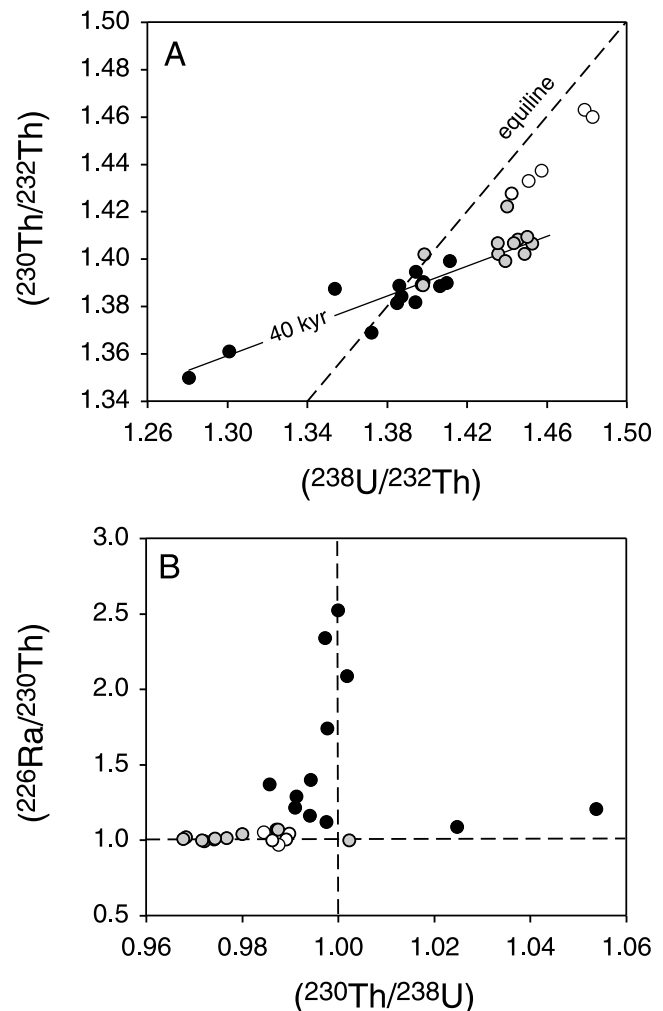 A
1.50
1.48
1.46
1.44
1.42
1.40
1.38
1.36
1.34
(²³⁰Th/²³²Th)
equiline
40 kyr
1.26 1.30 1.34 1.38 1.42 1.46 1.50
(²³⁸U/²³²Th)
B
3.0
2.5
2.0
1.5
1.0
0.5
(²²⁶Ra/²³⁰Th)
0.96 0.98 1.00 1.02 1.04 1.06
(²³⁰Th/²³⁸U)